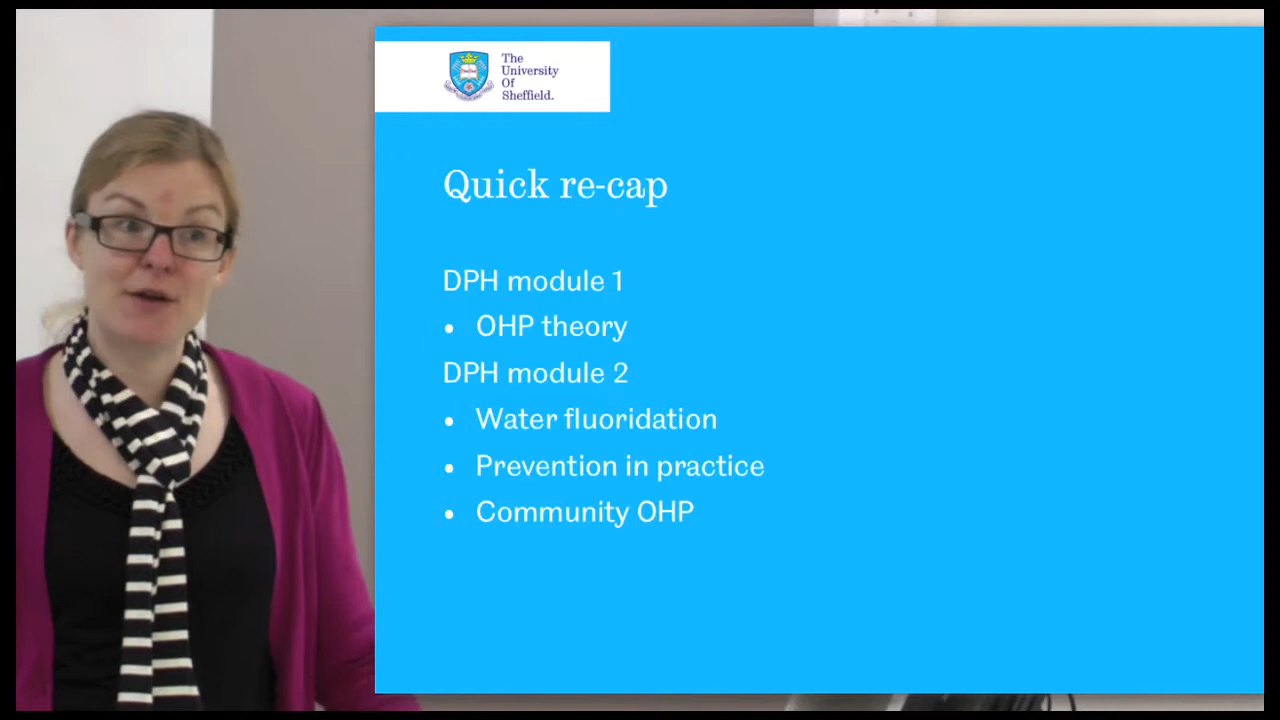 The
University
Of
Sheffield.
Quick re-cap
DPH module 1
• OHP theory
DPH module 2
• Water fluoridation
• Prevention in practice
• Community OHP